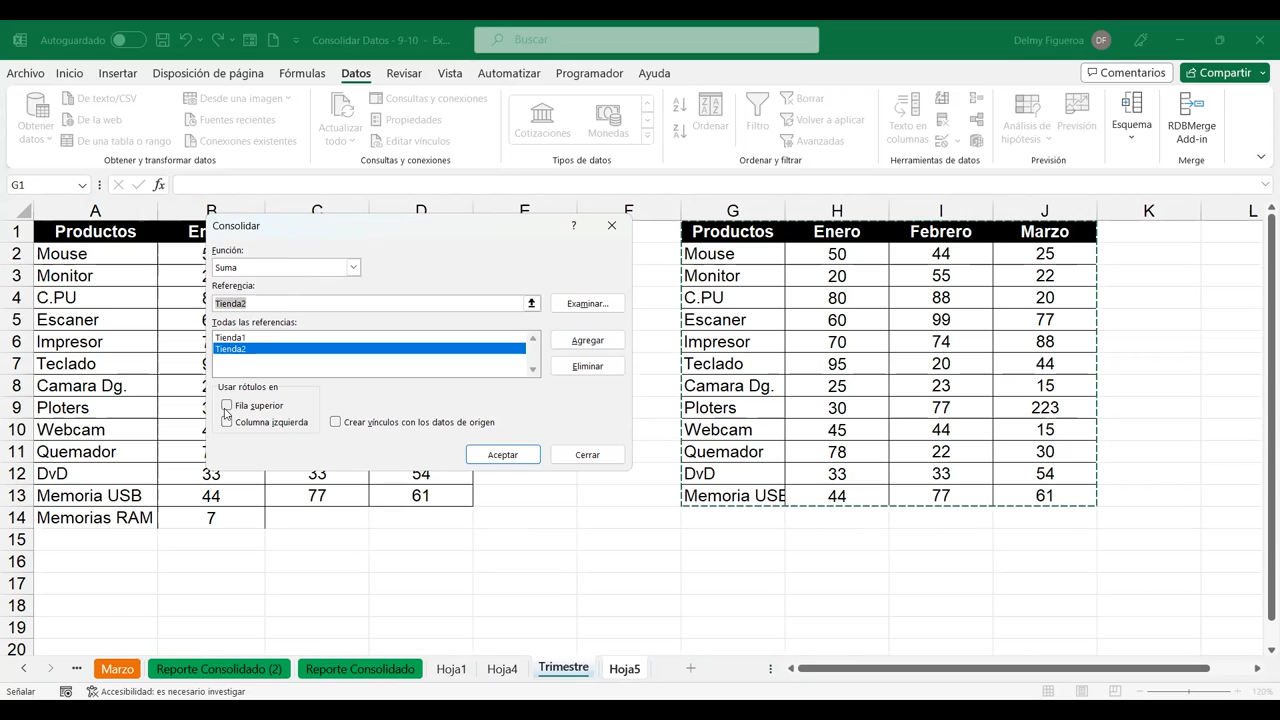 Autoguardado
Consolidar Datos - 9-10 - Ex...
Buscar
Delmy Figueroa DF
Archivo Inicio Insertar Disposición de página Fórmulas Datos Revisar Vista Automatizar Programador Ayuda
Comentarios Compartir
Obtener datos
De texto/CSV
De la web
De una tabla o rango
Desde una imagen
Fuentes recientes
Conexiones existentes
Obtener y transformar datos
Actualizar todo
Consultas y conexiones
Propiedades
Editar vínculos
Consultas y conexiones
Cotizaciones Monedas
Tipos de datos
Ordenar
Filtro
Borrar
Volver a aplicar
Avanzadas
Ordenar y filtrar
Texto en columnas
Herramientas de datos
Análisis de hipótesis
Previsión
Previsión
Esquema
RDBMerge Add-in
Merge
G1
fx
A B C D E F G H I J K L
1 Productos En
2 Mouse
3 Monitor
4 C.PU
5 Escaner
6 Impresor
7 Teclado
8 Camara Dg.
9 Ploters
10 Webcam
11 Quemador
12 DvD 33 33 54
13 Memoria USB 44 77 61
14 Memorias RAM 7
15
16
17
18
19
20
Consolidar
?
Función:
Suma
Referencia:
Tienda2
Examinar...
Todas las referencias:
Tienda1
Tienda2
Agregar
Eliminar
Usar rótulos en
Fila superior
Columna izquierda
Crear vínculos con los datos de origen
Aceptar Cerrar
Productos Enero Febrero Marzo
Mouse 50 44 25
Monitor 20 55 22
C.PU 80 88 20
Escaner 60 99 77
Impresor 70 74 88
Teclado 95 20 44
Camara Dg. 25 23 15
Ploters 30 77 223
Webcam 45 44 15
Quemador 78 22 30
DvD 33 33 54
Memoria USB 44 77 61
... Marzo Reporte Consolidado (2) Reporte Consolidado Hoja1 Hoja4 Trimestre Hoja5
Señalar Accesibilidad: es necesario investigar
120%